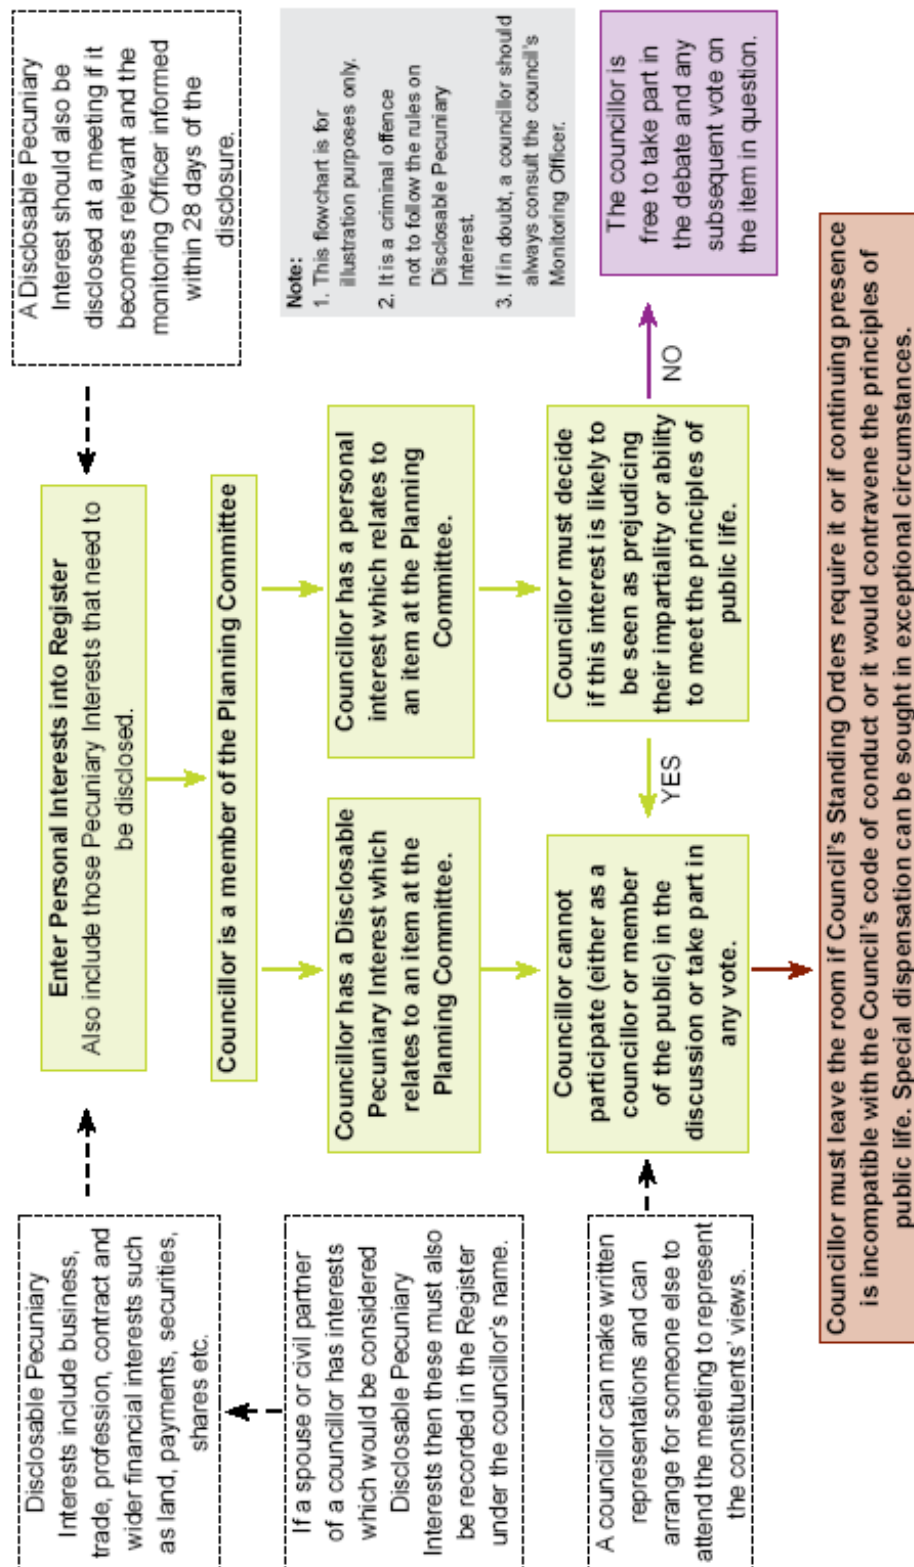 Disclosable Pecuniary
Interests include business,
trade, profession, contract and
wider financial interests such
as land, payments, securities,
shares etc.
Enter Personal Interests into Register
Also include those Pecuniary Interests that need to
be disclosed.
A Disclosable Pecuniary
Interest should also be
disclosed at a meeting if it
becomes relevant and the
monitoring Officer informed
within 28 days of the
disclosure.
Councillor is a member of the Planning Committee
If a spouse or civil partner
of a councillor has interests
which would be considered
Disclosable Pecuniary
Interests then these must also
be recorded in the Register
under the councillor's name.
Councillor has a Disclosable
Pecuniary Interest which
relates to an item at the
Planning Committee.
Councillor has a personal
interest which relates to
an item at the Planning
Committee.
Note:
1. This flowchart is for
illustration purposes only.
2. It is a criminal offence
not to follow the rules on
Disclosable Pecuniary
Interest.
3. If in doubt, a councillor should
always consult the council's
Monitoring Officer.
A councillor can make written
representations and can
arrange for someone else to
attend the meeting to represent
the constituents' views.
Councillor cannot
participate (either as a
councillor or member
of the public) in the
discussion or take part in
any vote.
YES
Councillor must decide
if this interest is likely to
be seen as prejudicing
their impartiality or ability
to meet the principles of
public life.
NO
The councillor is
free to take part in
the debate and any
subsequent vote on
the item in question.
Councillor must leave the room if Council's Standing Orders require it or if continuing presence
is incompatible with the Council's code of conduct or it would contravene the principles of
public life. Special dispensation can be sought in exceptional circumstances.